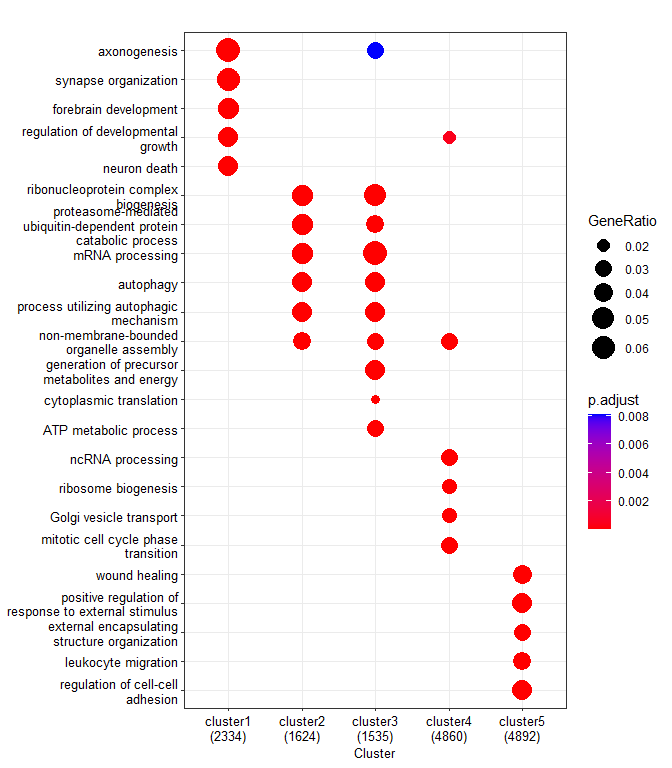 axonogenesis
synapse organization
forebrain development
regulation of developmental
growth
neuron death
ribonucleoprotein complex
biogenesis
proteasome-mediated
ubiquitin-dependent protein
catabolic process
mRNA processing
autophagy
process utilizing autophagic
mechanism
non-membrane-bounded
organelle assembly
generation of precursor
metabolites and energy
cytoplasmic translation
ATP metabolic process
ncRNA processing
ribosome biogenesis
Golgi vesicle transport
mitotic cell cycle phase
transition
wound healing
positive regulation of
response to external stimulus
external encapsulating
structure organization
leukocyte migration
regulation of cell-cell
adhesion
cluster1 cluster2 cluster3 cluster4 cluster5
(2334) (1624) (1535) (4860) (4892)
Cluster
GeneRatio
0.02
0.03
0.04
0.05
0.06
p.adjust
0.008
0.006
0.004
0.002